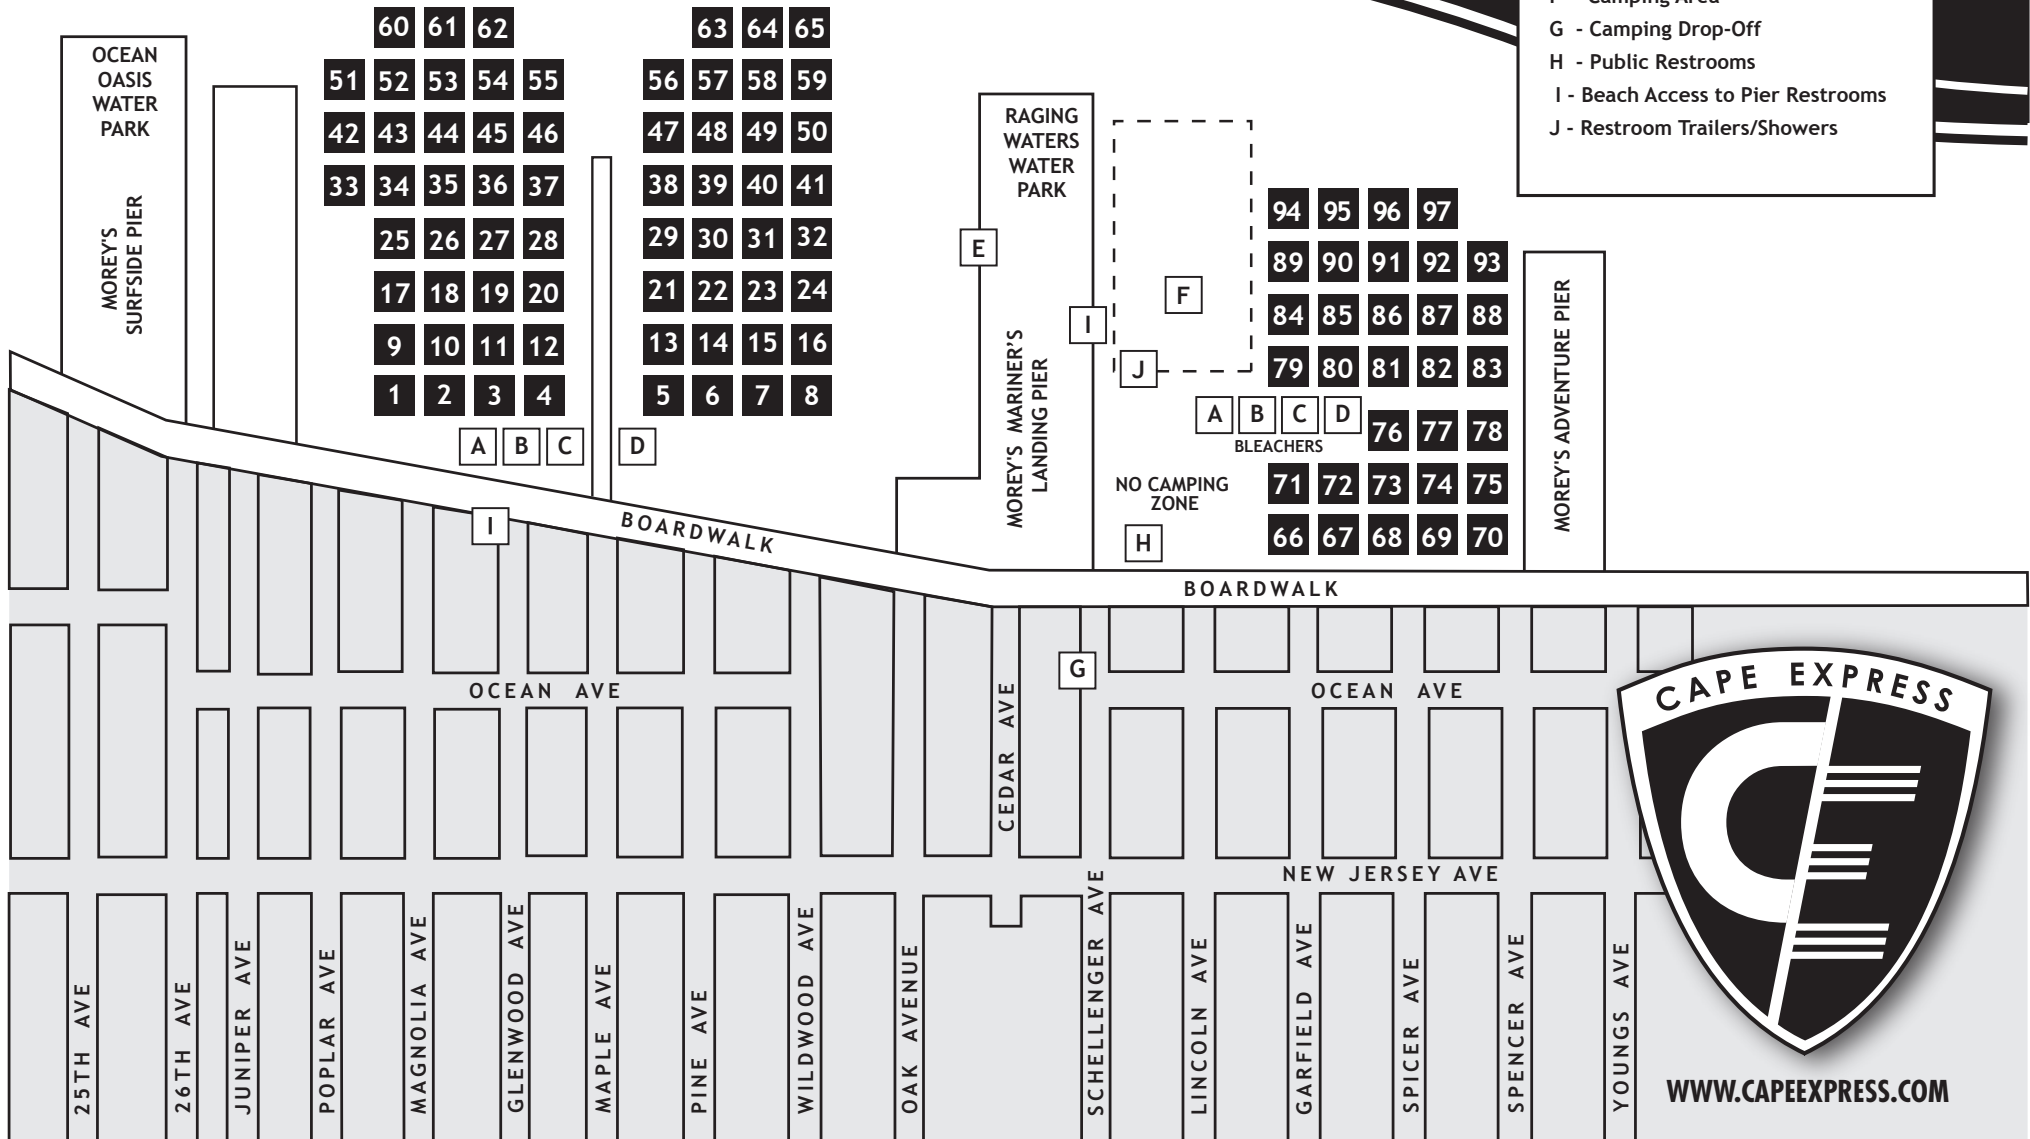 F - Camping Area
G - Camping Drop-Off
H - Public Restrooms
I - Beach Access to Pier Restrooms
J - Restroom Trailers/Showers
OCEAN
OASIS
WATER
PARK
MOREY'S
SURFSIDE PIER
60 61 62
51 52 53 54 55
42 43 44 45 46
33 34 35 36 37
25 26 27 28
17 18 19 20
9 10 11 12
1 2 3 4
A B C D
63 64 65
56 57 58 59
47 48 49 50
38 39 40 41
29 30 31 32
21 22 23 24
13 14 15 16
5 6 7 8
RAGING
WATERS
WATER
PARK
E
I
MOREY'S MARINER'S
LANDING PIER
F
J
94 95 96 97
89 90 91 92 93
84 85 86 87 88
79 80 81 82 83
A B C D
BLEACHERS
76 77 78
71 72 73 74 75
66 67 68 69 70
NO CAMPING
ZONE
H
MOREY'S ADVENTURE PIER
I
BOARDWALK
BOARDWALK
G
OCEAN AVE
OCEAN AVE
CEDAR AVE
NEW JERSEY AVE
25TH AVE
26TH AVE
JUNIPER AVE
POPLAR AVE
MAGNOLIA AVE
GLENWOOD AVE
MAPLE AVE
PINE AVE
WILDWOOD AVE
OAK AVENUE
SCHELLENGER AVE
LINCOLN AVE
GARFIELD AVE
SPICER AVE
SPENCER AVE
YOUNGS AVE
CAPE EXPRESS
CE
WWW.CAPEEXPRESS.COM